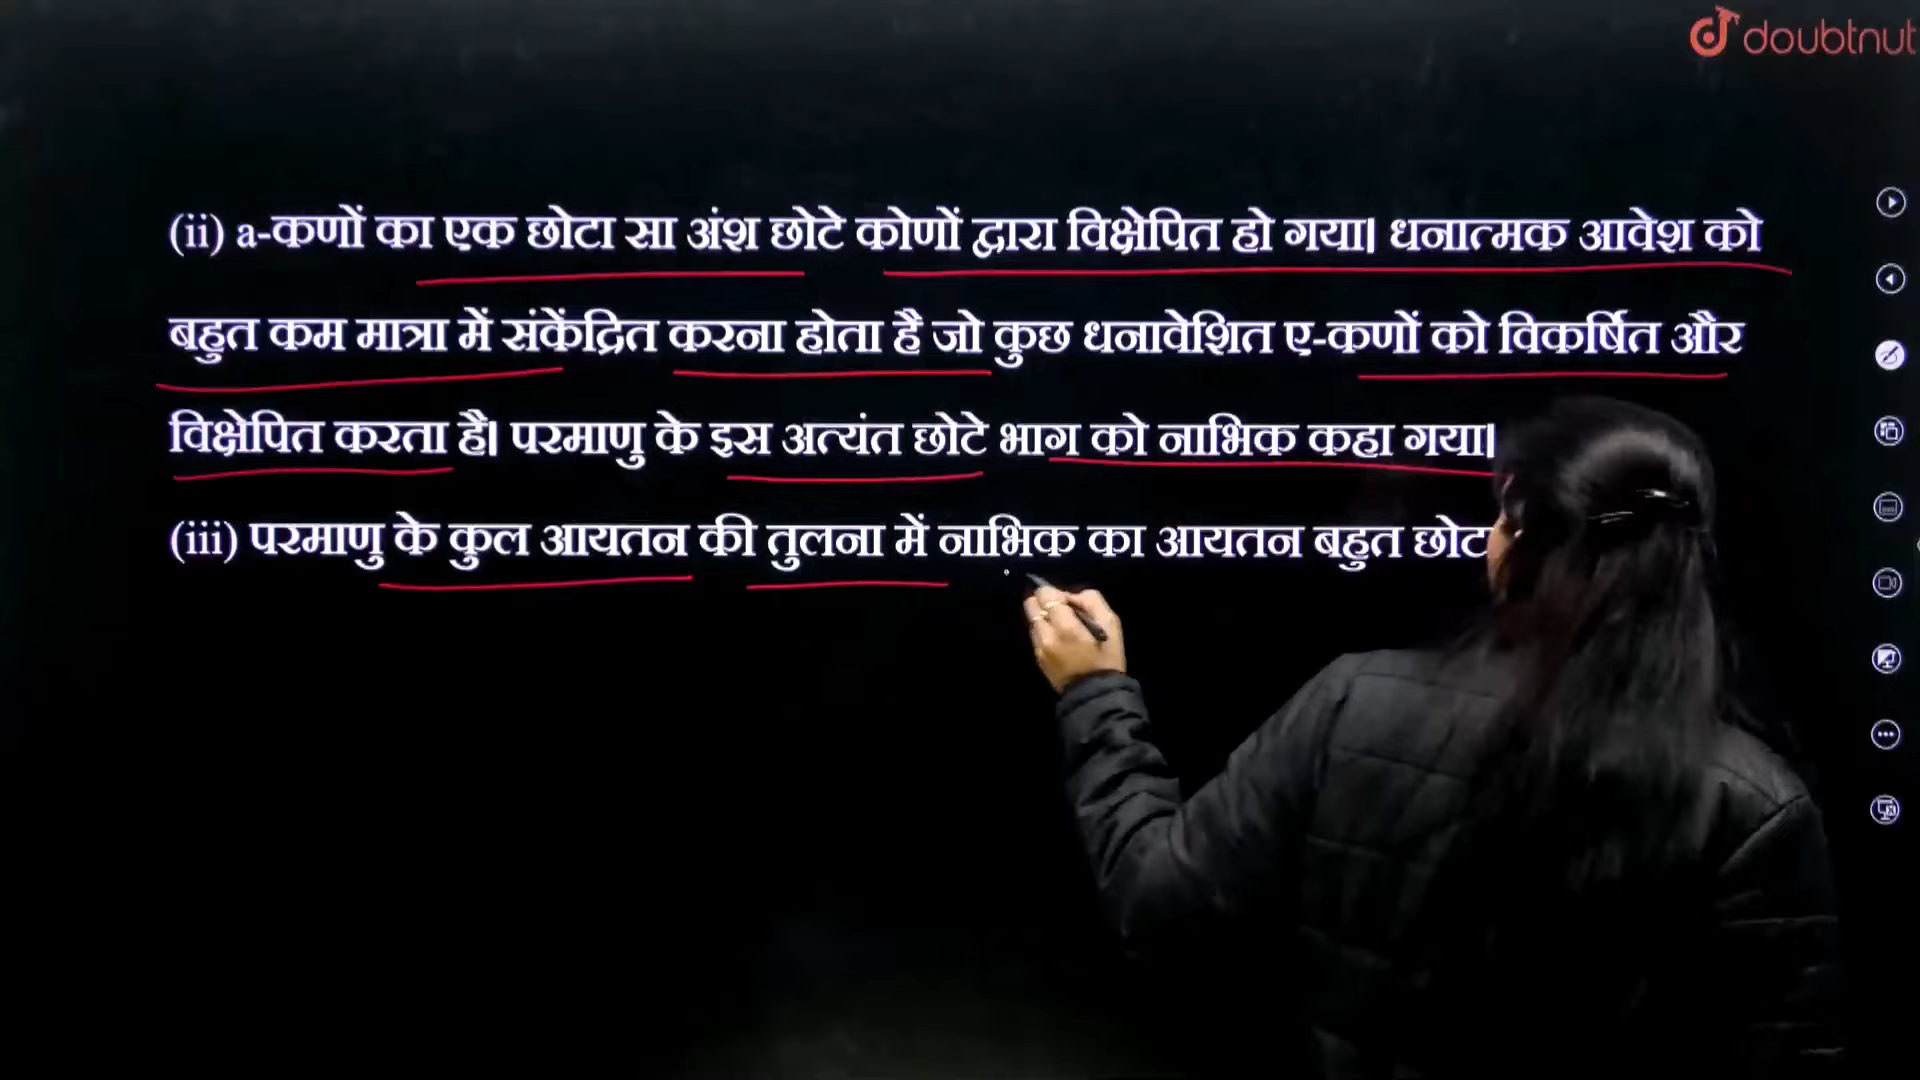 doubtnut
(ii) a-कणों का एक छोटा सा अंश छोटे कोणों द्वारा विक्षेपित हो गया। धनात्मक आवेश को
बहुत कम मात्रा में संकेंद्रित करना होता है जो कुछ धनावेशित ए-कणों को विकर्षित और
विक्षेपित करता है। परमाणु के इस अत्यंत छोटे भाग को नाभिक कहा गया।
(iii) परमाणु के कुल आयतन की तुलना में नाभिक का आयतन बहुत